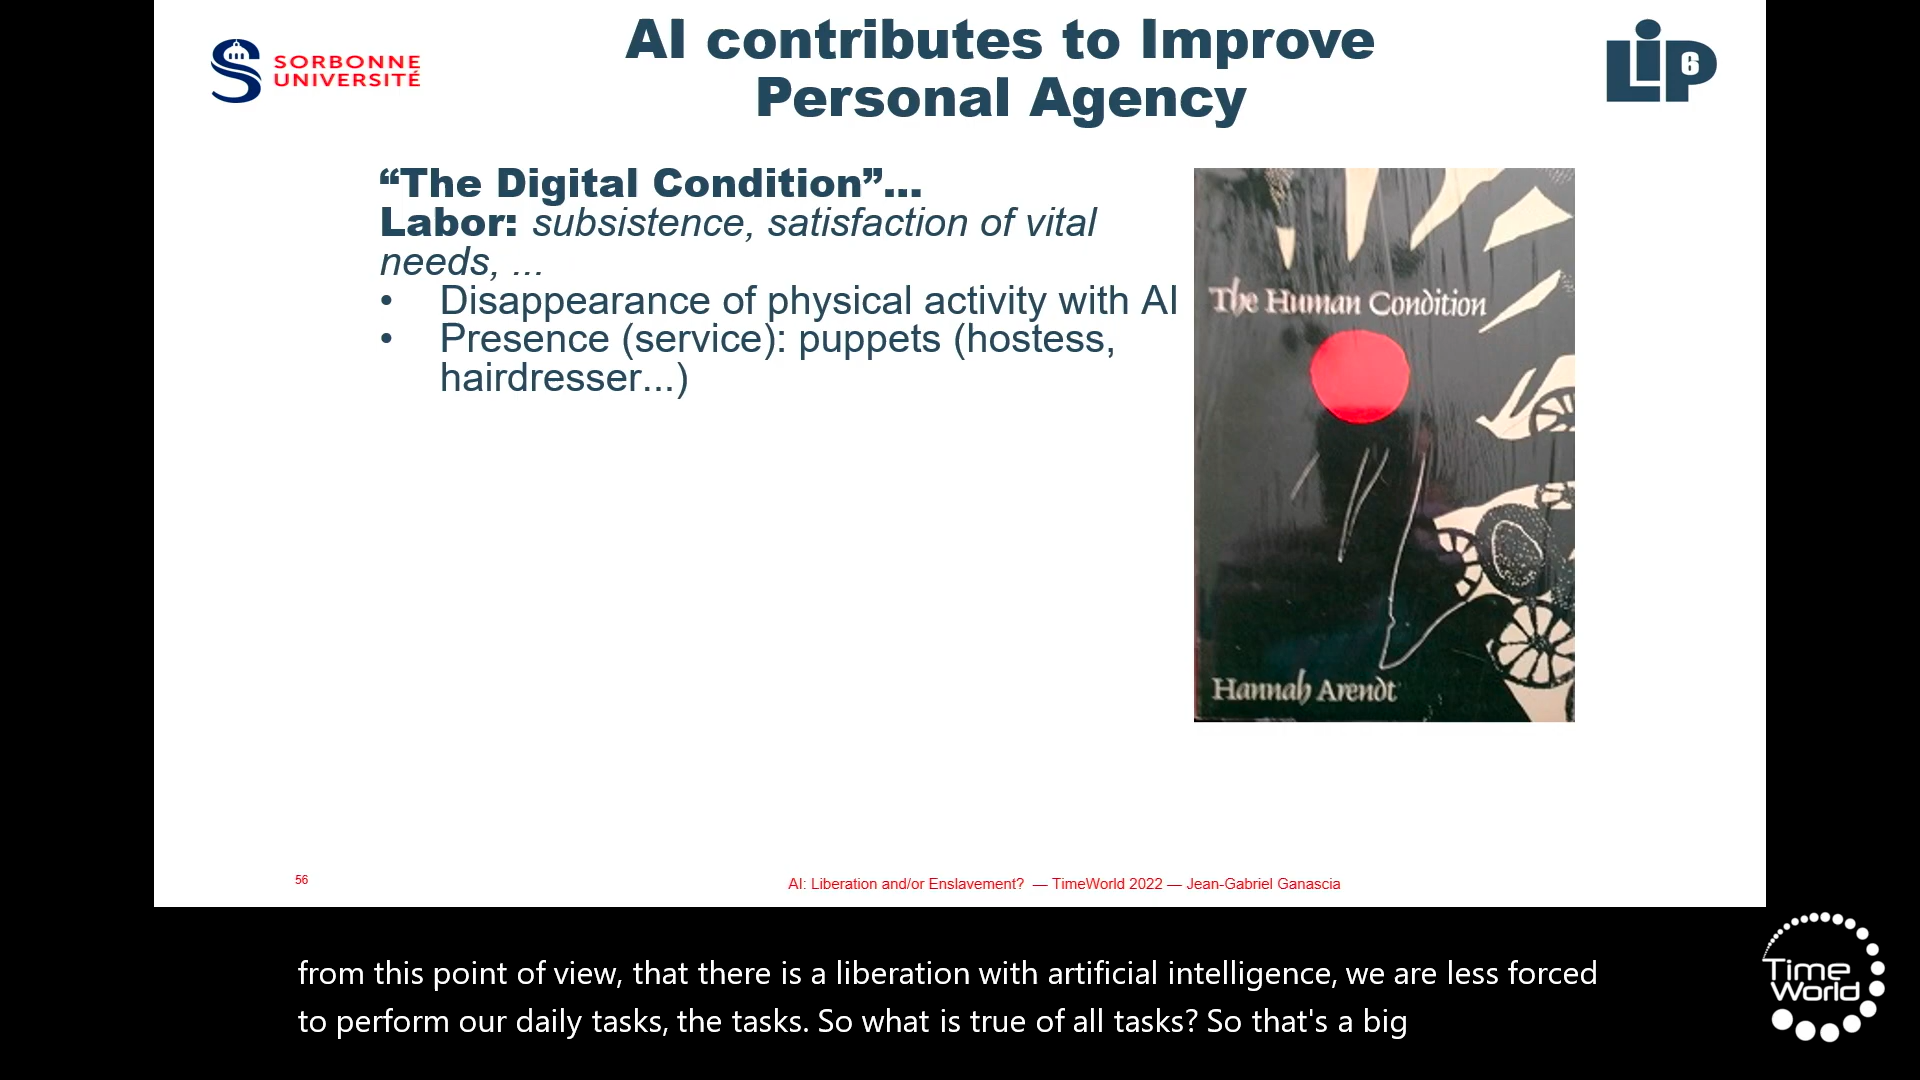 SORBONNE
UNIVERSITÉ
AI contributes to Improve
Personal Agency
LiP6
“The Digital Condition”...
Labor: subsistence, satisfaction of vital
needs, ...
• Disappearance of physical activity with AI
• Presence (service): puppets (hostess,
hairdresser...)
The Human Condition
Hannah Arendt
56
AI: Liberation and/or Enslavement? — TimeWorld 2022 — Jean-Gabriel Ganascia
from this point of view, that there is a liberation with artificial intelligence, we are less forced
to perform our daily tasks, the tasks. So what is true of all tasks? So that's a big
Time
World